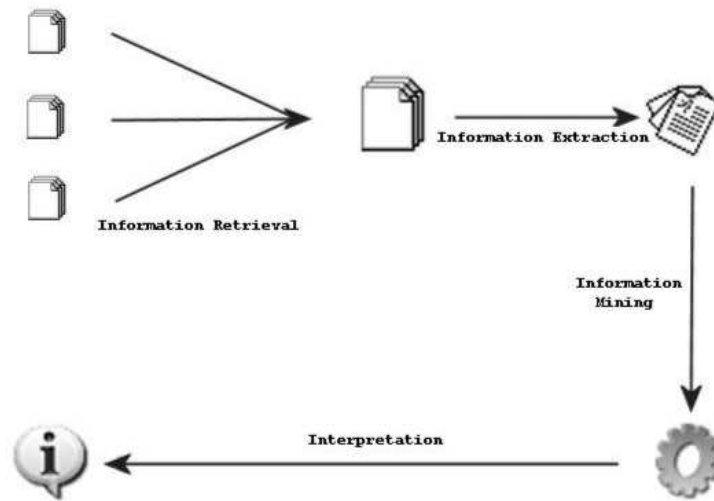 Information Extraction
Information Retrieval
Information
Mining
Interpretation
i